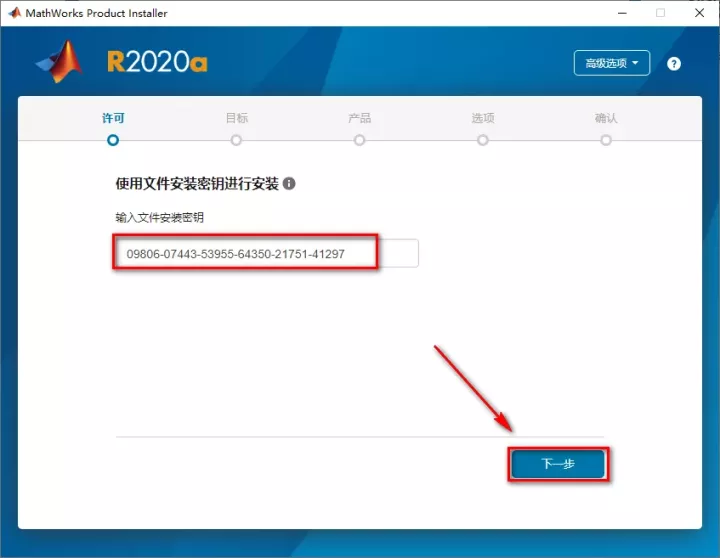 MathWorks Product Installer
R2020a
高级选项
?
许可
目标
产品
选项
确认
使用文件安装密钥进行安装
输入文件安装密钥
09806-07443-53955-64350-21751-41297
下一步